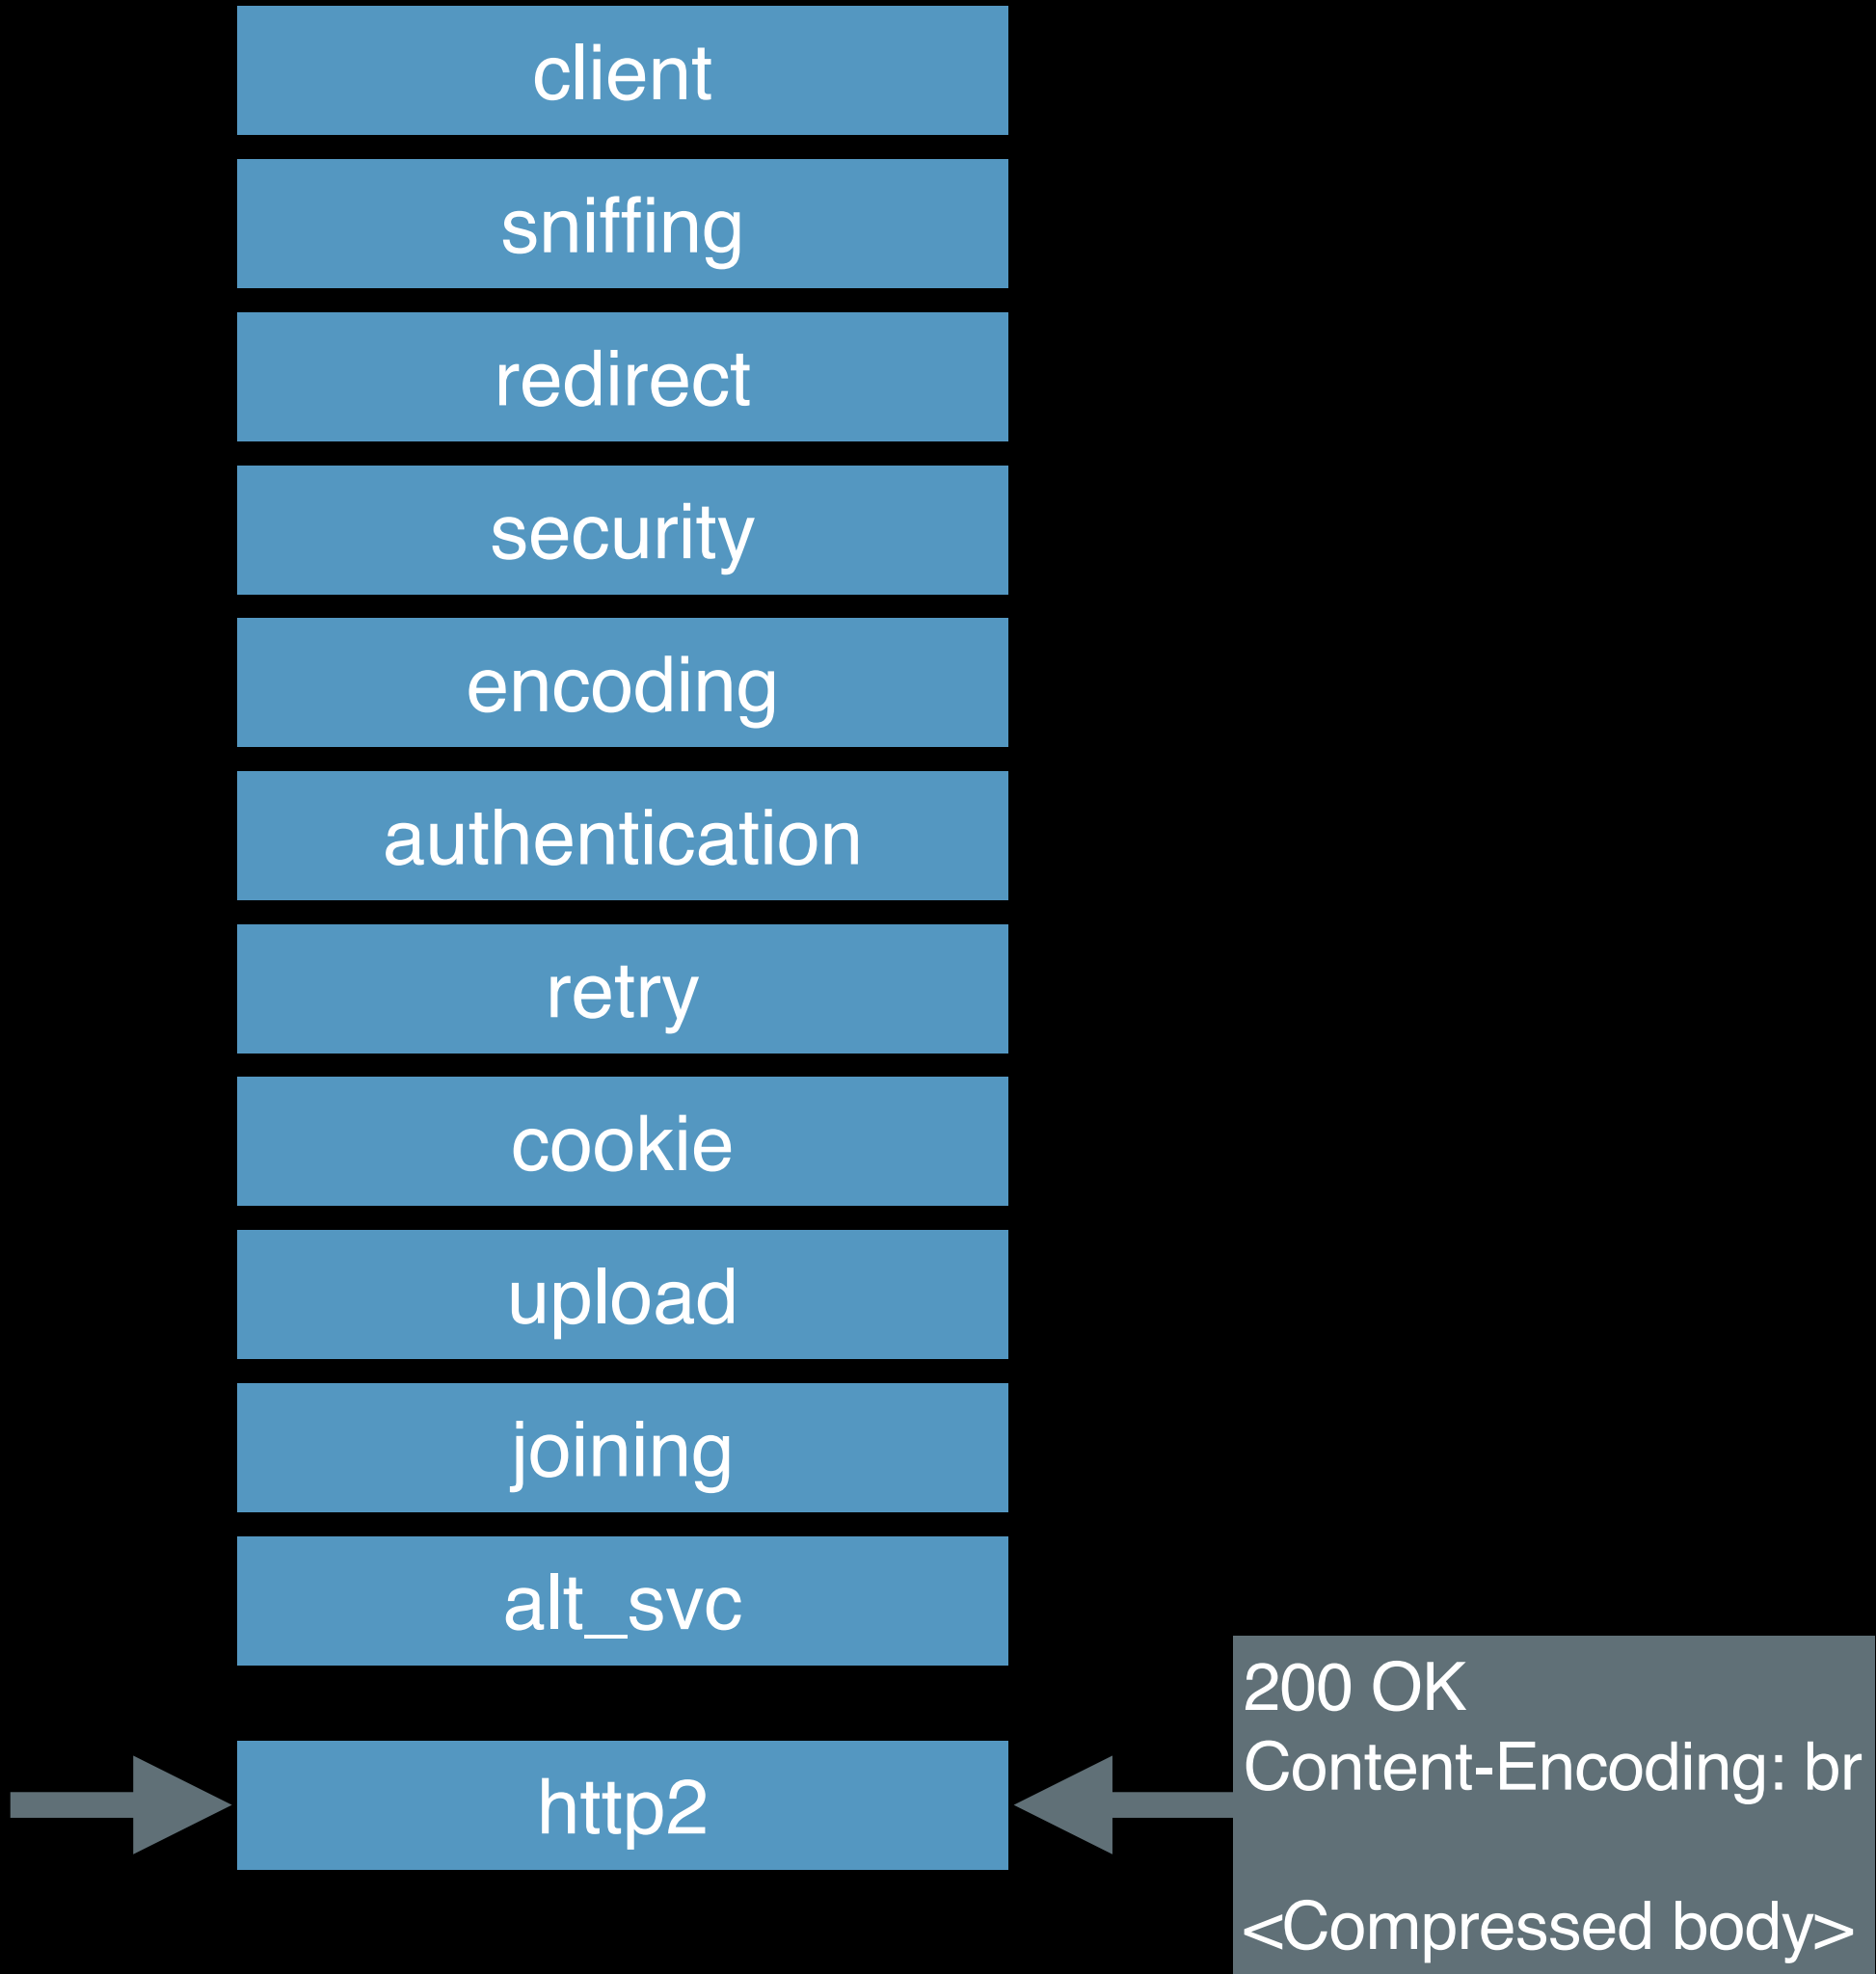 client
sniffing
redirect
security
encoding
authentication
retry
cookie
upload
joining
alt_svc
http2
200 OK
Content-Encoding: br
<Compressed body>